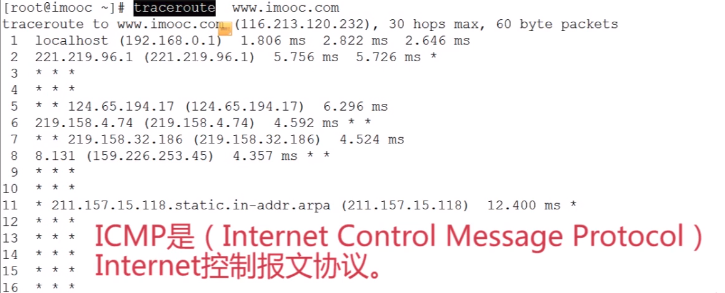 [root@imooc ~]# traceroute  www.imooc.com
traceroute to www.imooc.com (116.213.120.232), 30 hops max, 60 byte packets
1  localhost (192.168.0.1)  1.806 ms  2.822 ms  2.646 ms
2  221.219.96.1 (221.219.96.1)  5.756 ms  5.726 ms *
3  * * *
4  * * *
5  * * 124.65.194.17 (124.65.194.17)  6.296 ms
6  219.158.4.74 (219.158.4.74)  4.592 ms * *
7  * * 219.158.32.186 (219.158.32.186)  4.524 ms
8  8.131 (159.226.253.45)  4.357 ms * *
9  * * *
10  * * *
11  * 211.157.15.118.static.in-addr.arpa (211.157.15.118)  12.400 ms *
12  * * *
13  * * *
14  * * *
15  * * *
16  * * *
ICMP是（Internet Control Message Protocol）
Internet控制报文协议。